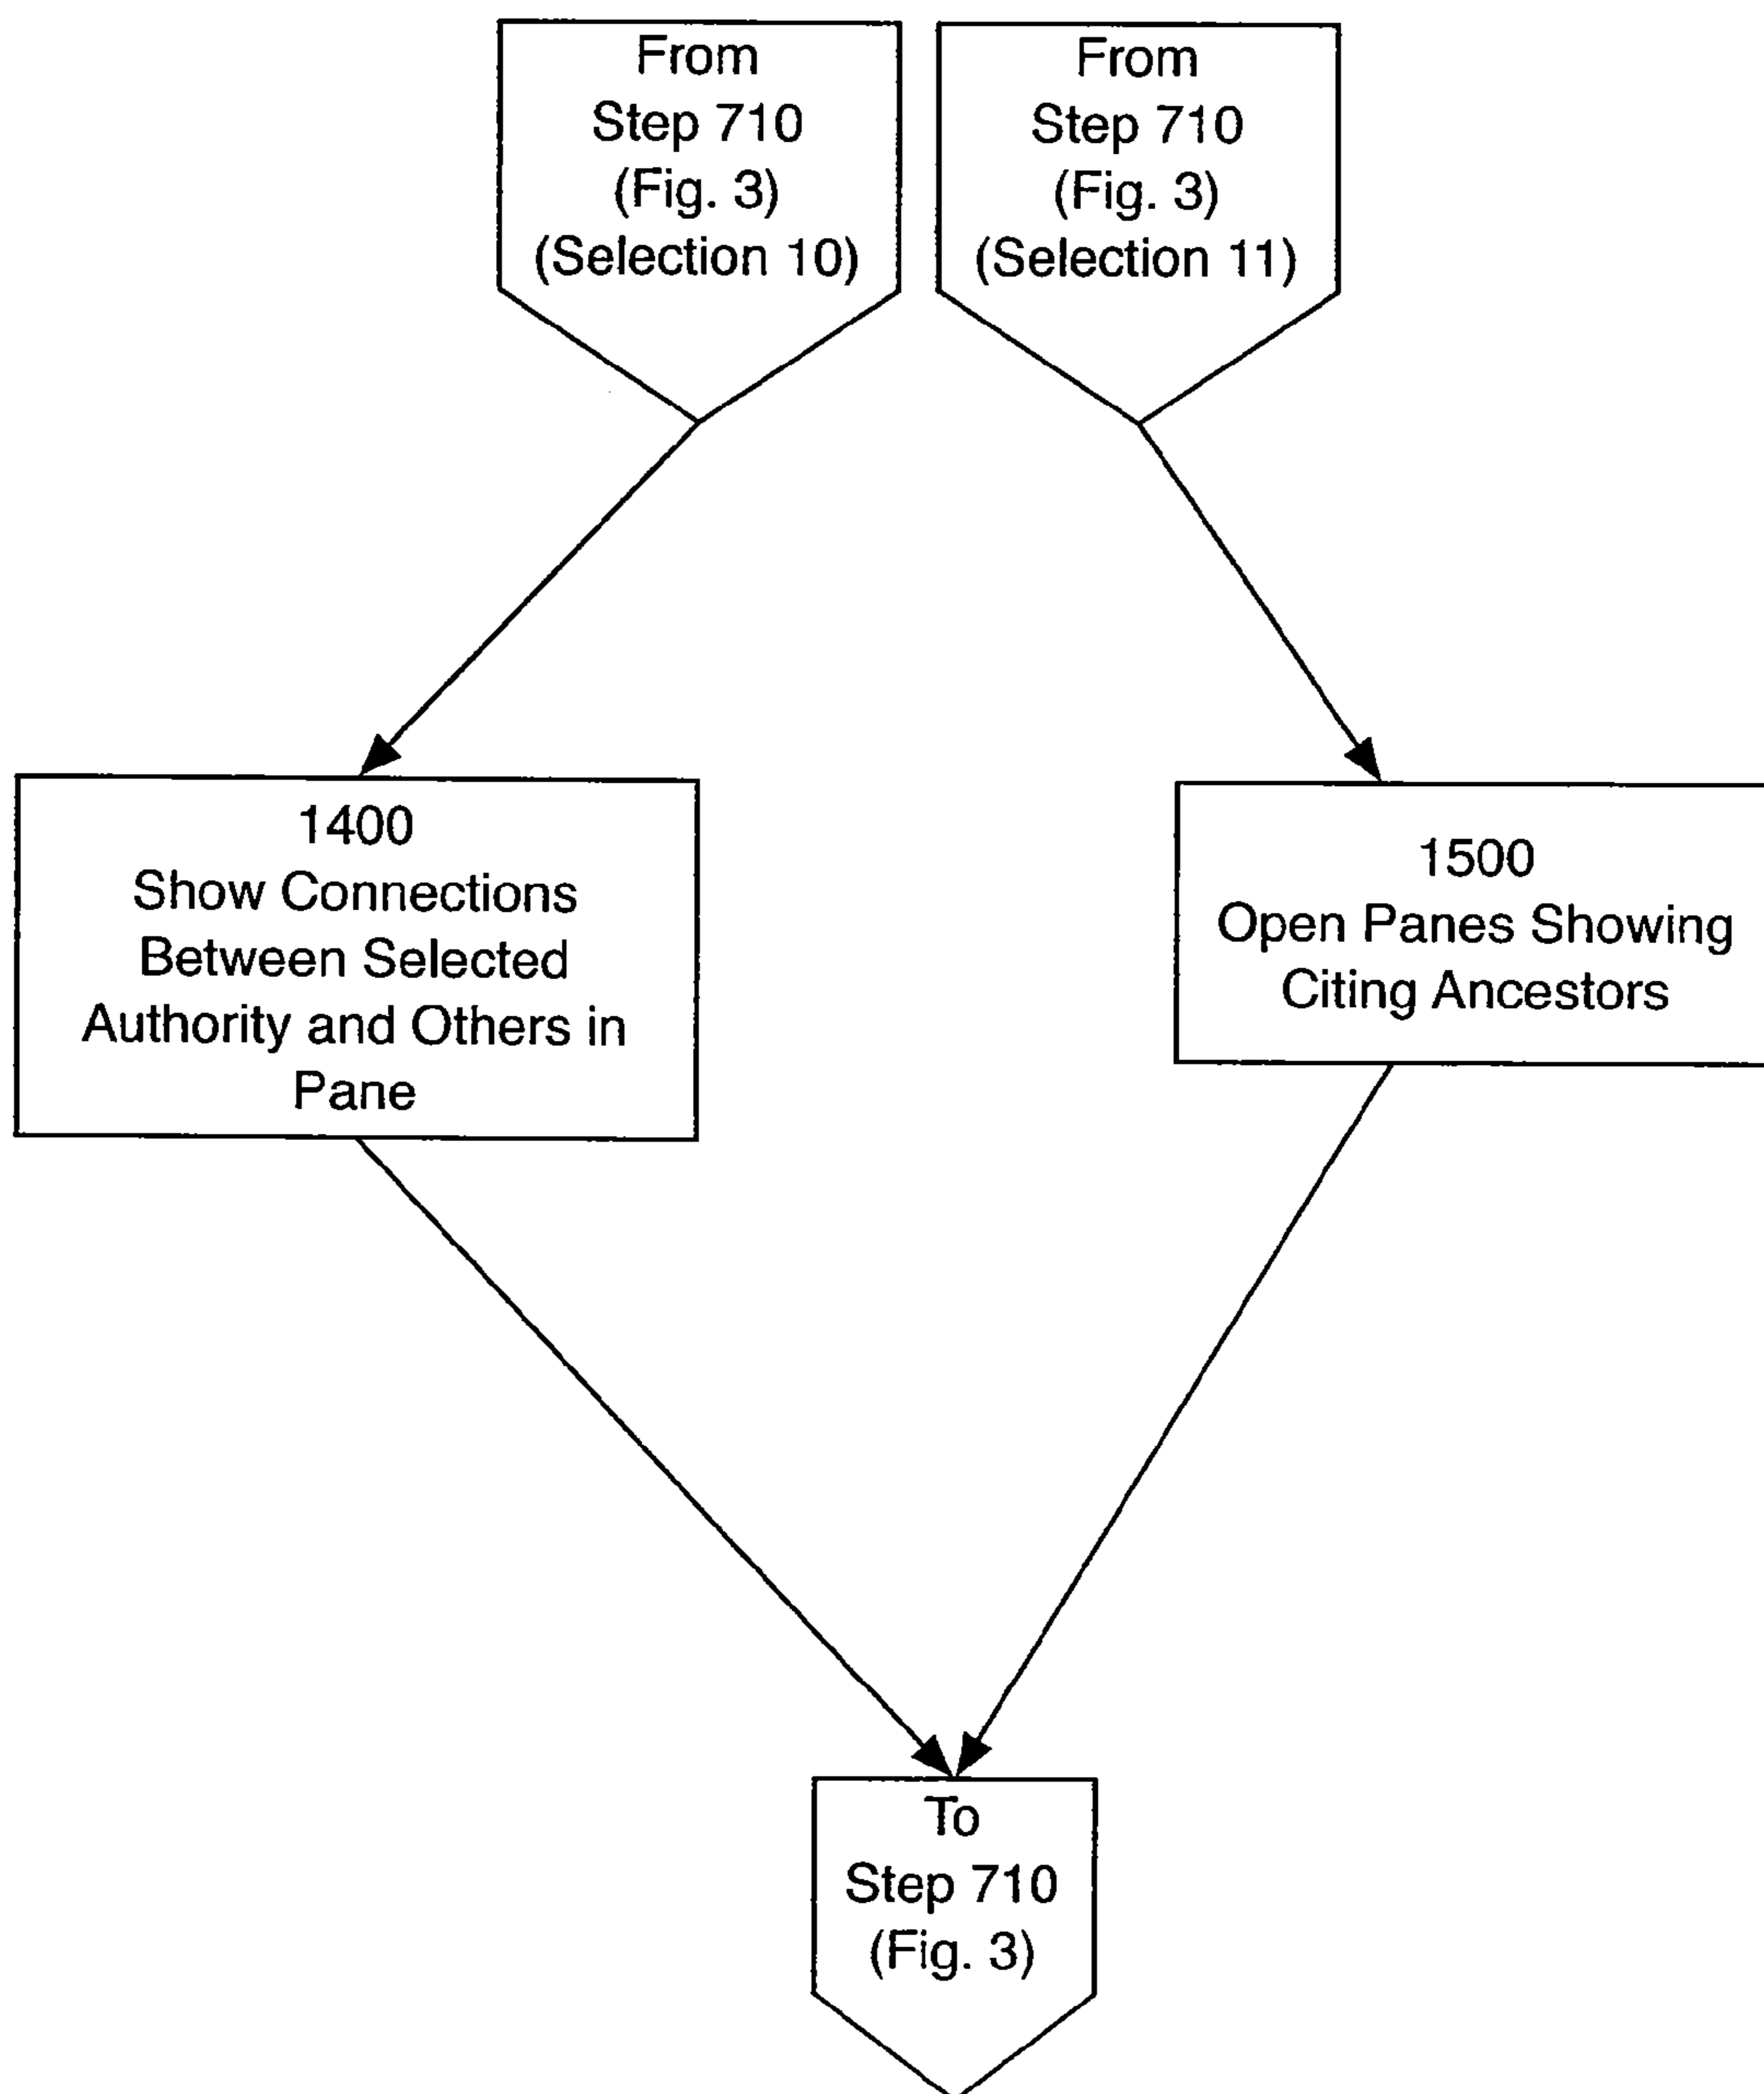 From
Step 710
(Fig. 3)
(Selection 10)
From
Step 710
(Fig. 3)
(Selection 11)
1400
Show Connections
Between Selected
Authority and Others in
Pane
1500
Open Panes Showing
Citing Ancestors
To
Step 710
(Fig. 3)